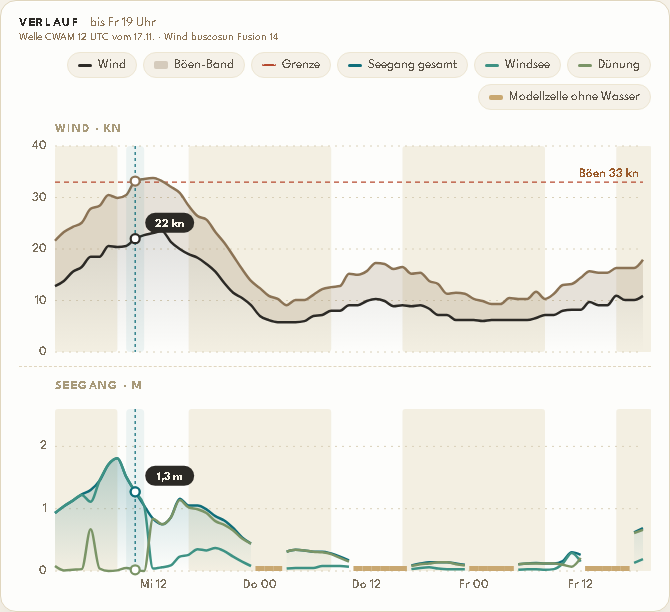 VERLAUF bis Fr 19 Uhr
Welle CWAM 12 UTC vom 17.11. · Wind buscosun Fusion 14
Wind Böen-Band Grenze Seegang gesamt Windsee Dünung
Modellzelle ohne Wasser
WIND · KN
40
Böen 33 kn
30
22 kn
20
10
0
SEEGANG · M
2
1,3 m
1
0
Mi 12 Do 00 Do 12 Fr 00 Fr 12